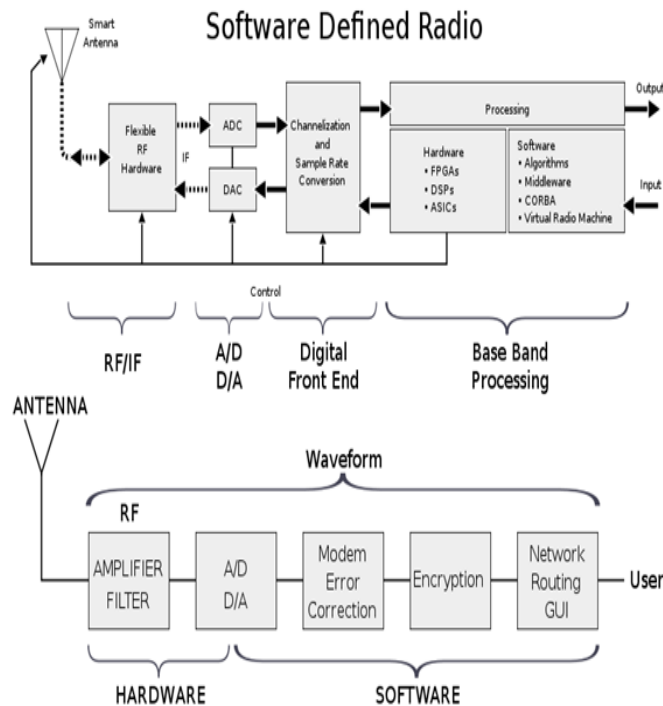 Software Defined Radio
Smart
Antenna
Flexible
RF
Hardware
IF
ADC
DAC
Channelization
and
Sample Rate
Conversion
Processing
Hardware
• FPGAs
• DSPs
• ASICs
Software
• Algorithms
• Middleware
• CORBA
• Virtual Radio Machine
Output
Input
Control
RF/IF
A/D
D/A
Digital
Front End
Base Band
Processing
ANTENNA
Waveform
RF
AMPLIFIER
FILTER
A/D
D/A
Modem
Error
Correction
Encryption
Network
Routing
GUI
User
HARDWARE
SOFTWARE